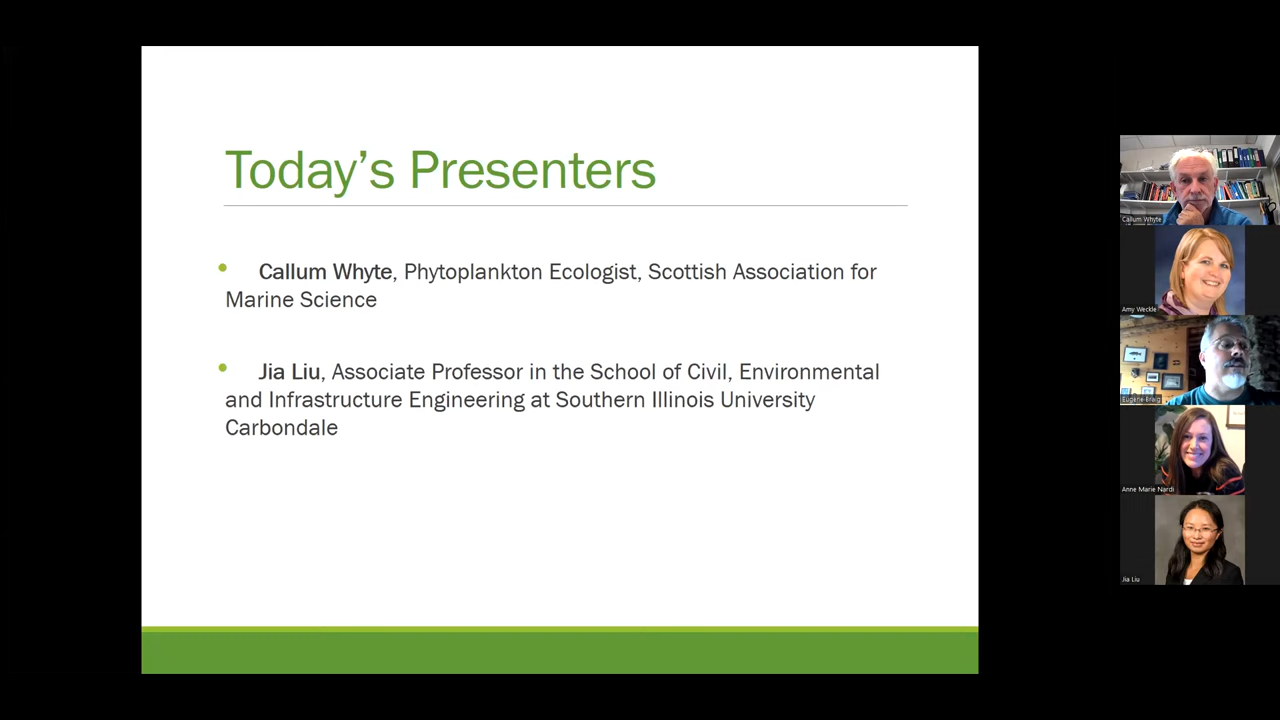 Today's Presenters
• Callum Whyte, Phytoplankton Ecologist, Scottish Association for
Marine Science
• Jia Liu, Associate Professor in the School of Civil, Environmental
and Infrastructure Engineering at Southern Illinois University
Carbondale
Callum Whyte
Amy Weckle
Eugene Braig
Anne Marie Nardi
Jia Liu